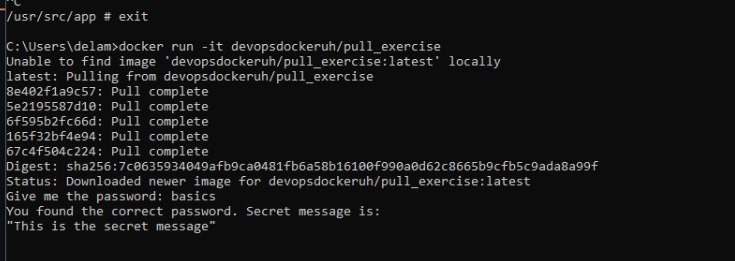 ^C
/usr/src/app # exit
C:\Users\delam>docker run -it devopsdockeruh/pull_exercise
Unable to find image 'devopsdockeruh/pull_exercise:latest' locally
latest: Pulling from devopsdockeruh/pull_exercise
8e402f1a9c57: Pull complete
5e2195587d10: Pull complete
6f595b2fc66d: Pull complete
165f32bf4e94: Pull complete
67c4f504c224: Pull complete
Digest: sha256:7c0635934049afb9ca0481fb6a58b16100f990a0d62c8665b9cfb5c9ada8a99f
Status: Downloaded newer image for devopsdockeruh/pull_exercise:latest
Give me the password: basics
You found the correct password. Secret message is:
"This is the secret message"